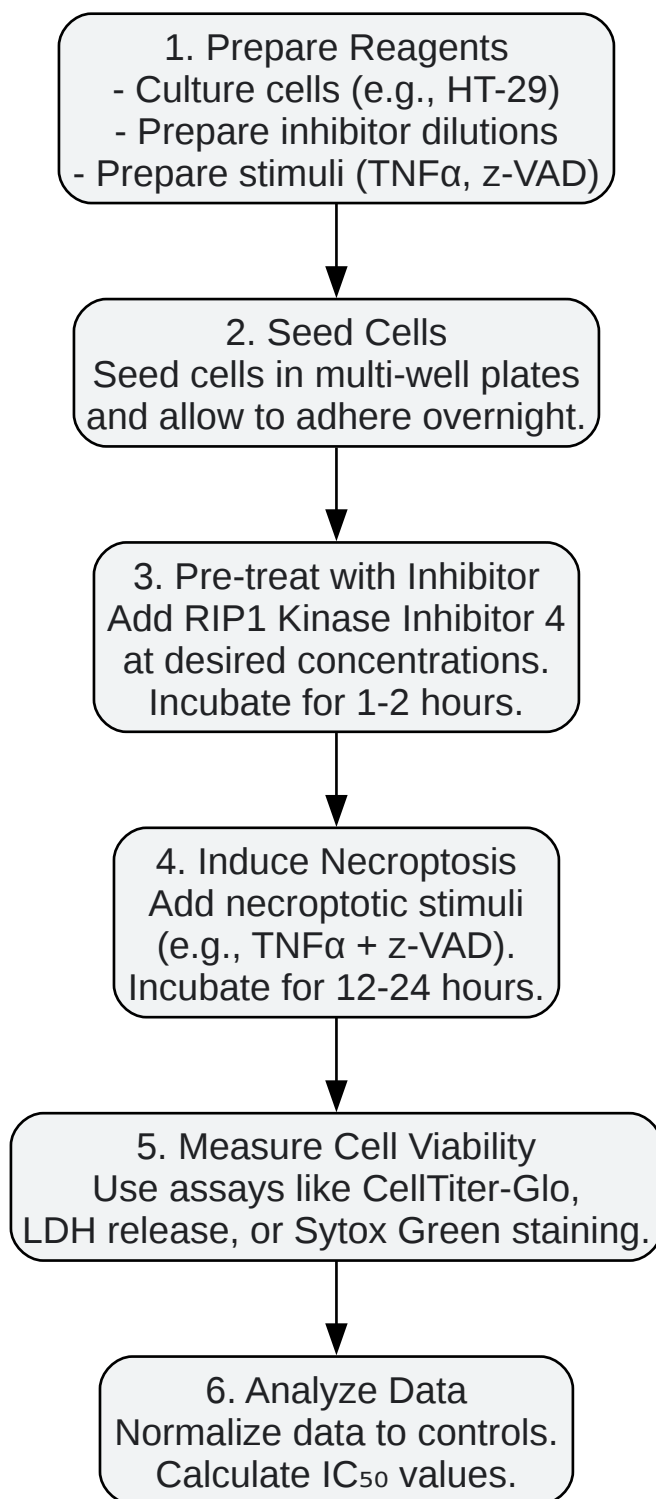 1. Prepare Reagents
- Culture cells (e.g., HT-29)
- Prepare inhibitor dilutions
- Prepare stimuli (TNFα, z-VAD)
2. Seed Cells
Seed cells in multi-well plates
and allow to adhere overnight.
3. Pre-treat with Inhibitor
Add RIP1 Kinase Inhibitor 4
at desired concentrations.
Incubate for 1-2 hours.
4. Induce Necroptosis
Add necroptotic stimuli
(e.g., TNFα + z-VAD).
Incubate for 12-24 hours.
5. Measure Cell Viability
Use assays like CellTiter-Glo,
LDH release, or Sytox Green staining.
6. Analyze Data
Normalize data to controls.
Calculate IC₅₀ values.